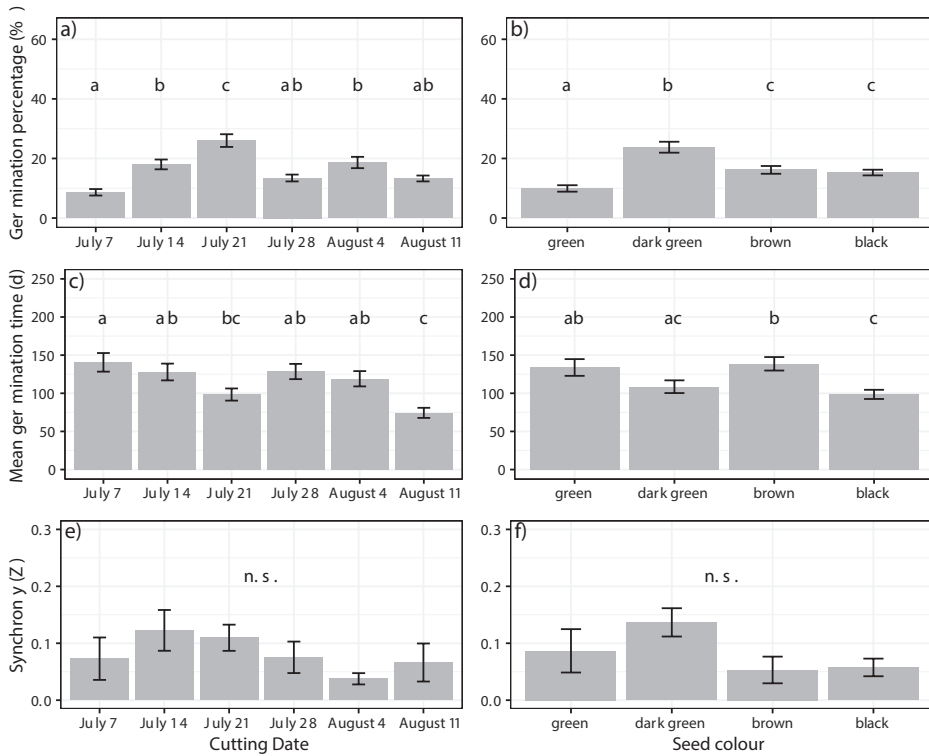 a)
Ger mination percentage (% )
60
40
20
0
a b c ab b ab
July 7 July 14 July 21 July 28 August 4 August 11
b)
60
40
20
0
a b c c
green dark green brown black
c)
Mean ger mination time (d)
250
200
150
100
50
0
a ab bc ab ab c
July 7 July 14 July 21 July 28 August 4 August 11
d)
250
200
150
100
50
0
ab ac b c
green dark green brown black
e)
Synchron y (Z )
0.3
0.2
0.1
0.0
n. s .
July 7 July 14 July 21 July 28 August 4 August 11
Cutting Date
f)
0.3
0.2
0.1
0.0
n. s .
green dark green brown black
Seed colour